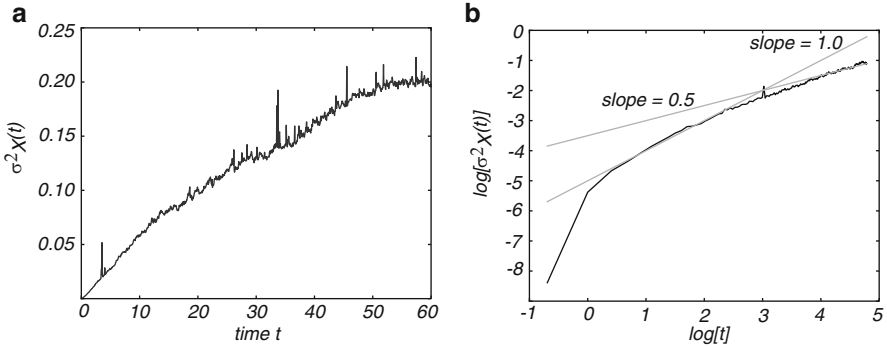 a
0.25
0.20
0.15
0.10
0.05
σ²χ(t)
0 10 20 30 40 50 60
time t
b
0
-1
-2
-3
-4
-5
-6
-7
-8
log[σ²χ(t)]
slope = 1.0
slope = 0.5
-1 0 1 2 3 4 5
log[t]